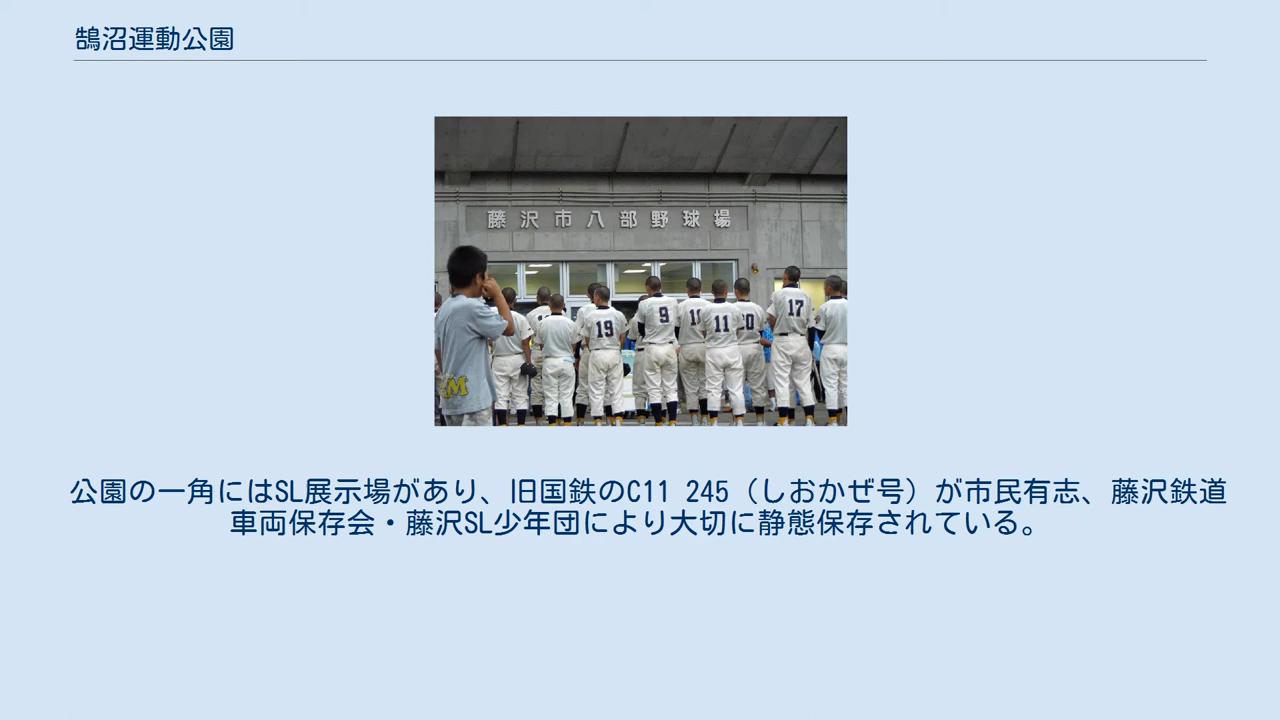 鵠沼運動公園
藤沢市八部野球場
19
9
11
17
M
公園の一角にはSL展示場があり、旧国鉄のC11 245（しおかぜ号）が市民有志、藤沢鉄道
車両保存会・藤沢SL少年団により大切に静態保存されている。